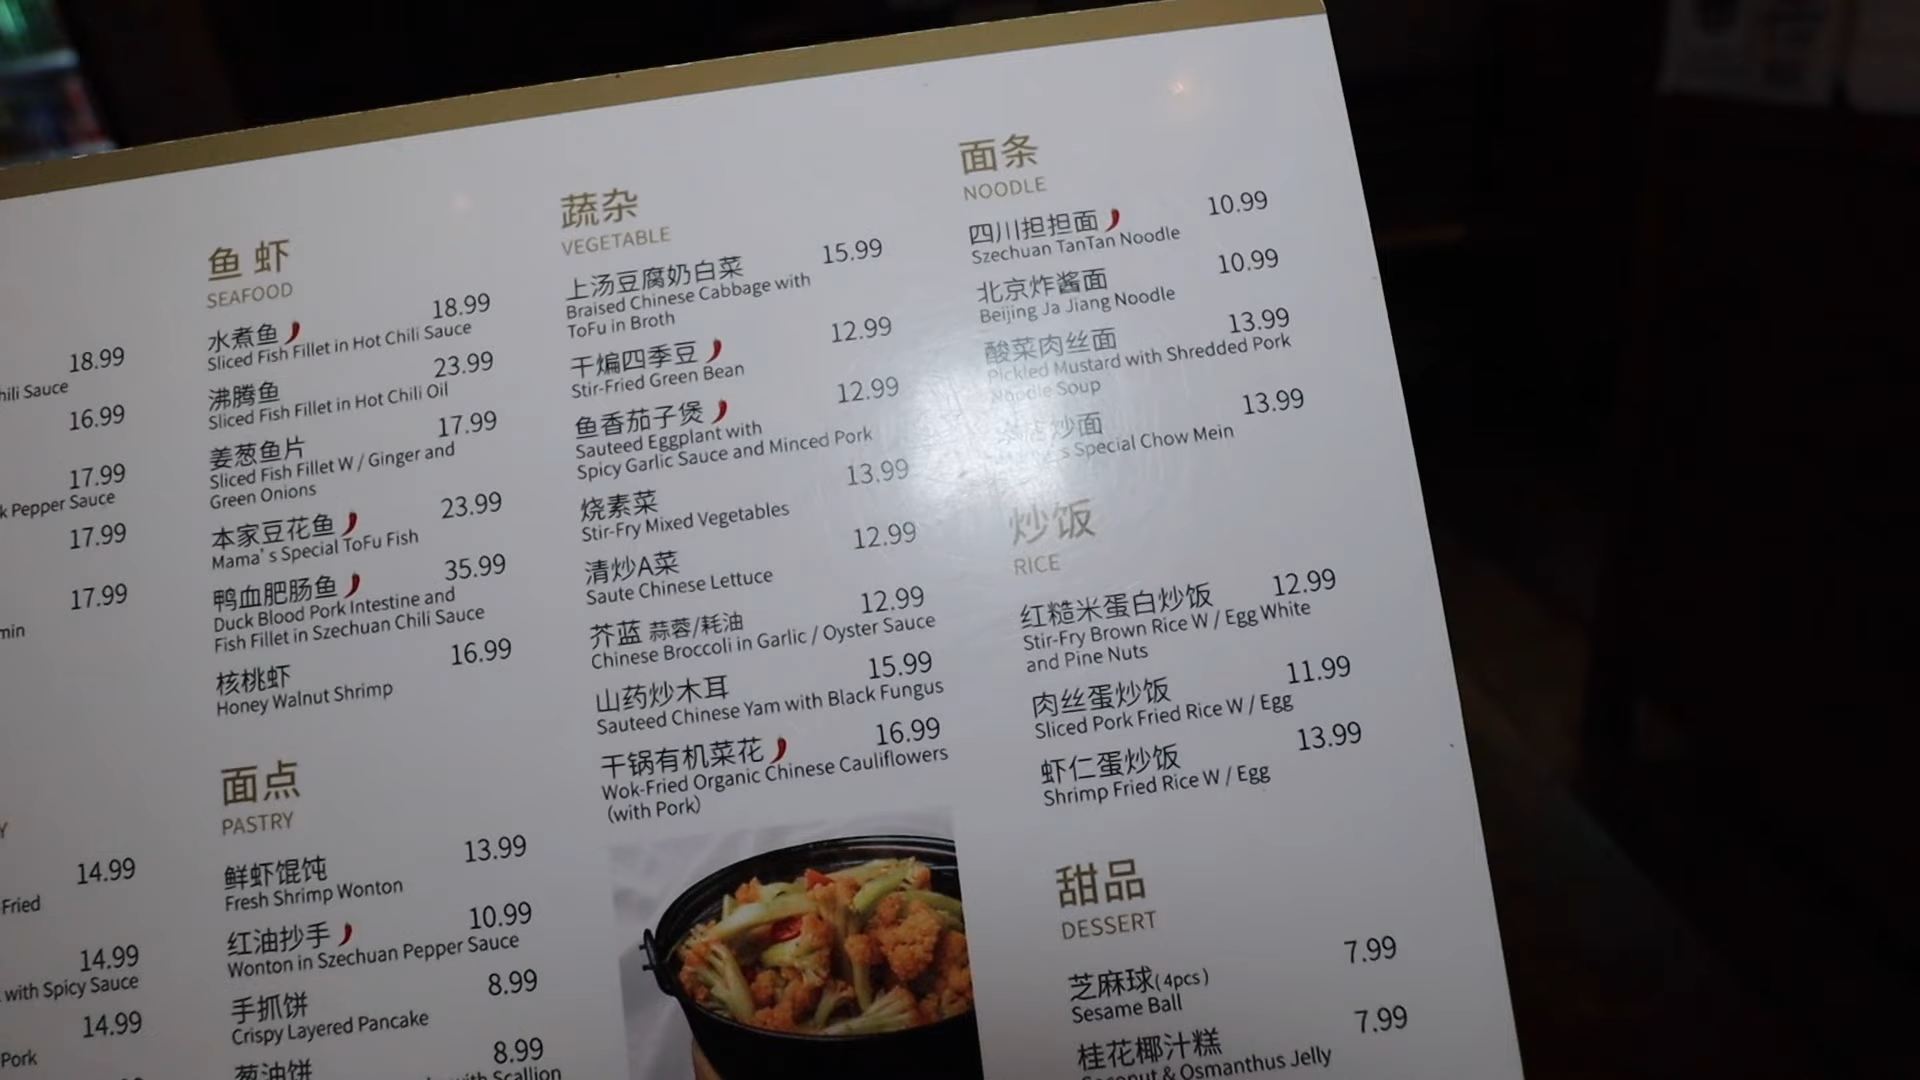 18.99
hili Sauce
16.99
17.99
k Pepper Sauce
17.99
17.99
min
Y
14.99
Fried
14.99
with Spicy Sauce
14.99
Pork
鱼 虾
SEAFOOD
水煮鱼 18.99
Sliced Fish Fillet in Hot Chili Sauce
沸腾鱼 23.99
Sliced Fish Fillet in Hot Chili Oil
姜葱鱼片 17.99
Sliced Fish Fillet W / Ginger and
Green Onions
本家豆花鱼 23.99
Mama's Special ToFu Fish
鸭血肥肠鱼 35.99
Duck Blood Pork Intestine and
Fish Fillet in Szechuan Chili Sauce
核桃虾 16.99
Honey Walnut Shrimp
面点
PASTRY
鲜虾馄饨 13.99
Fresh Shrimp Wonton
红油抄手 10.99
Wonton in Szechuan Pepper Sauce
手抓饼 8.99
Crispy Layered Pancake
葱油饼 8.99
with Scallion
蔬杂
VEGETABLE
上汤豆腐奶白菜 15.99
Braised Chinese Cabbage with
ToFu in Broth
干煸四季豆 12.99
Stir-Fried Green Bean
鱼香茄子煲 12.99
Sauteed Eggplant with
Spicy Garlic Sauce and Minced Pork
烧素菜 13.99
Stir-Fry Mixed Vegetables
清炒A菜 12.99
Saute Chinese Lettuce
芥蓝 蒜蓉/耗油 12.99
Chinese Broccoli in Garlic / Oyster Sauce
山药炒木耳 15.99
Sauteed Chinese Yam with Black Fungus
干锅有机菜花 16.99
Wok-Fried Organic Chinese Cauliflowers
(with Pork)
面条
NOODLE
四川担担面 10.99
Szechuan TanTan Noodle
北京炸酱面 10.99
Beijing Ja Jiang Noodle
酸菜肉丝面 13.99
Pickled Mustard with Shredded Pork
Noodle Soup
炒面 13.99
's Special Chow Mein
炒饭
RICE
红糙米蛋白炒饭 12.99
Stir-Fry Brown Rice W / Egg White
and Pine Nuts
肉丝蛋炒饭 11.99
Sliced Pork Fried Rice W / Egg
虾仁蛋炒饭 13.99
Shrimp Fried Rice W / Egg
甜品
DESSERT
芝麻球(4pcs) 7.99
Sesame Ball
桂花椰汁糕 7.99
Coconut & Osmanthus Jelly